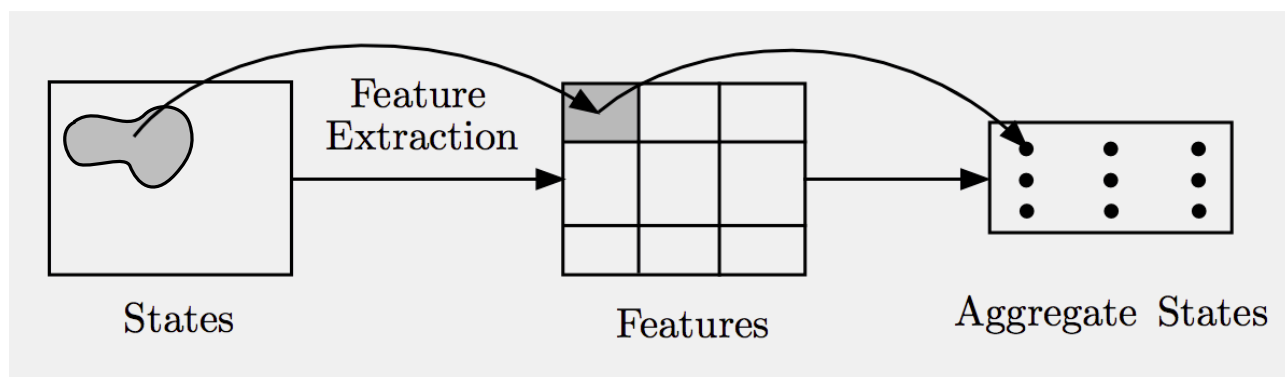 Feature
Extraction
States
Features
Aggregate States